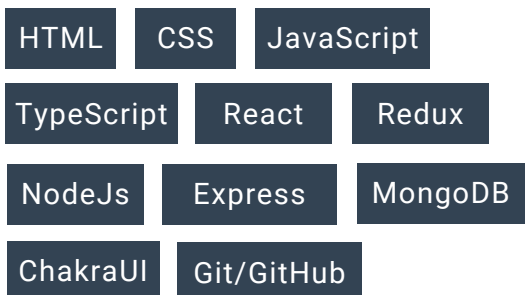 HTML CSS JavaScript
TypeScript React Redux
NodeJs Express MongoDB
ChakraUI Git/GitHub